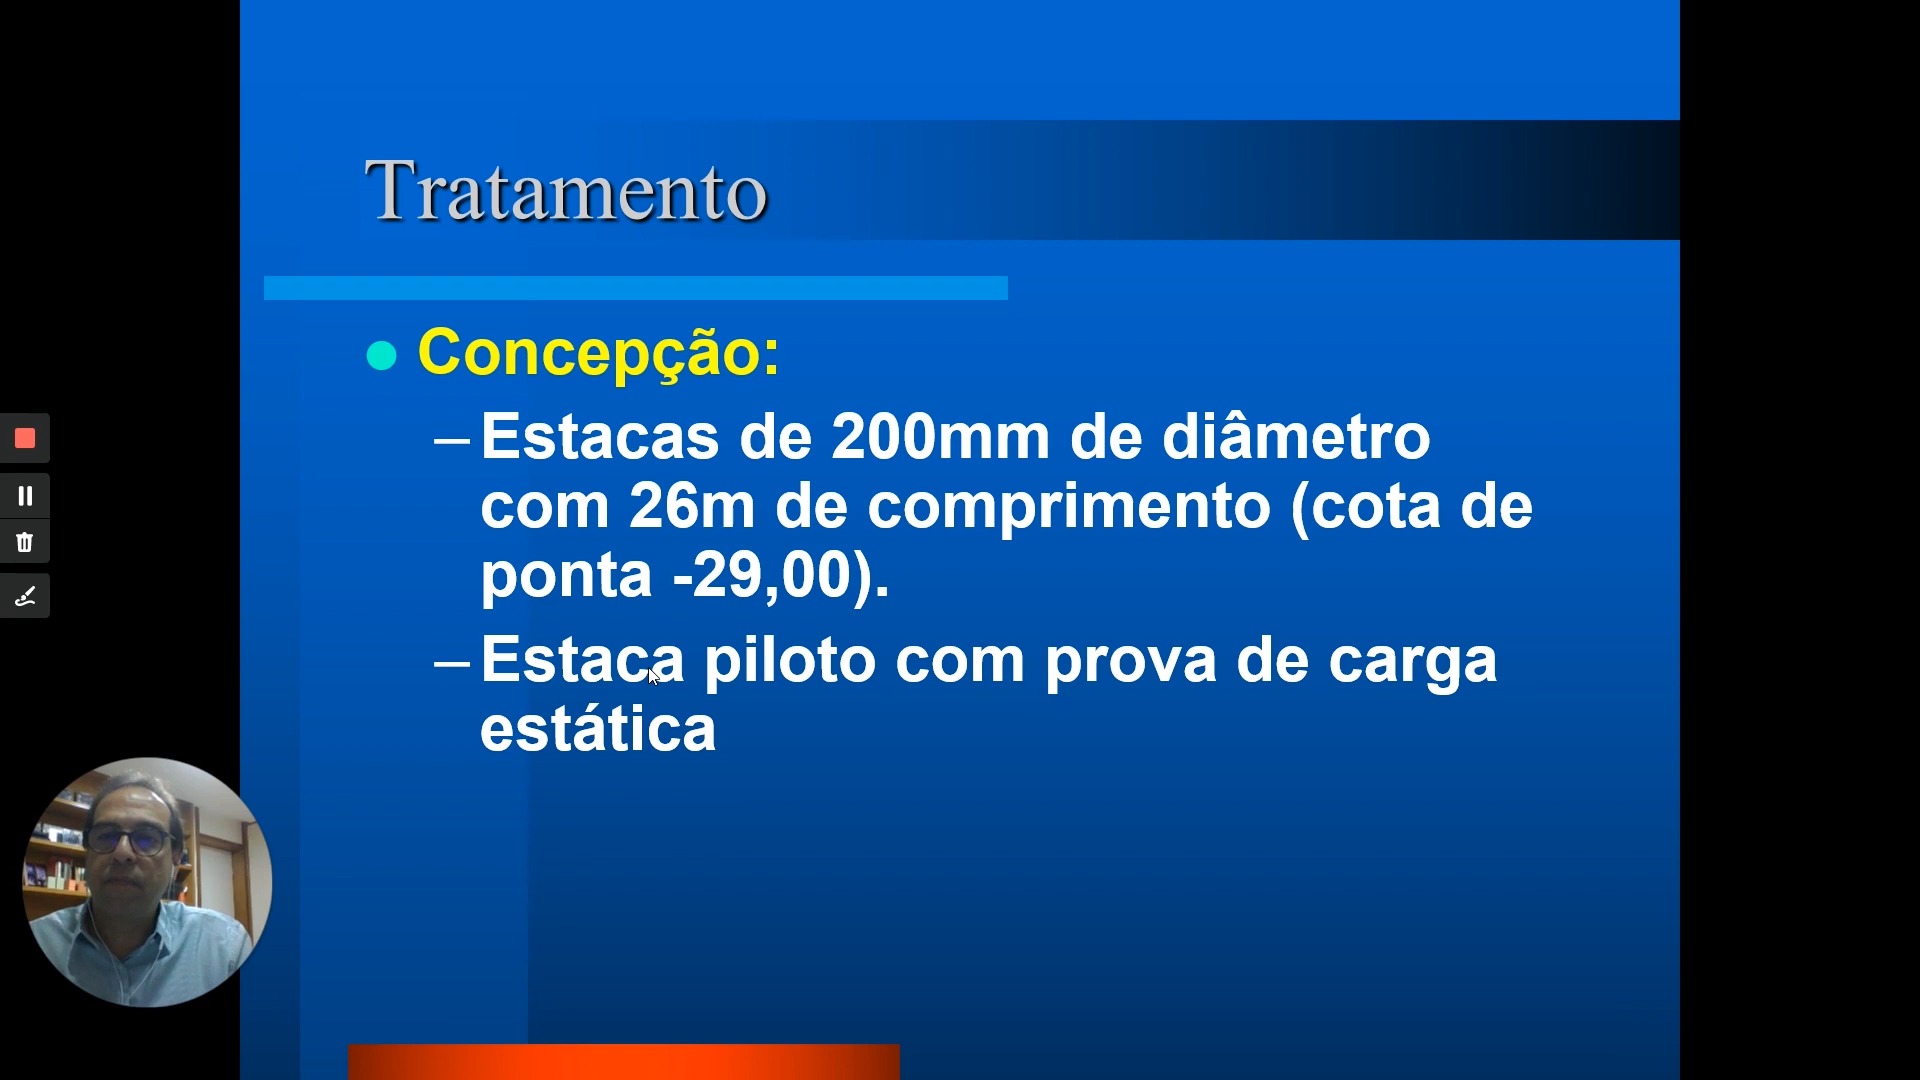 Tratamento
Concepção:
– Estacas de 200mm de diâmetro
com 26m de comprimento (cota de
ponta -29,00).
– Estaca piloto com prova de carga
estática